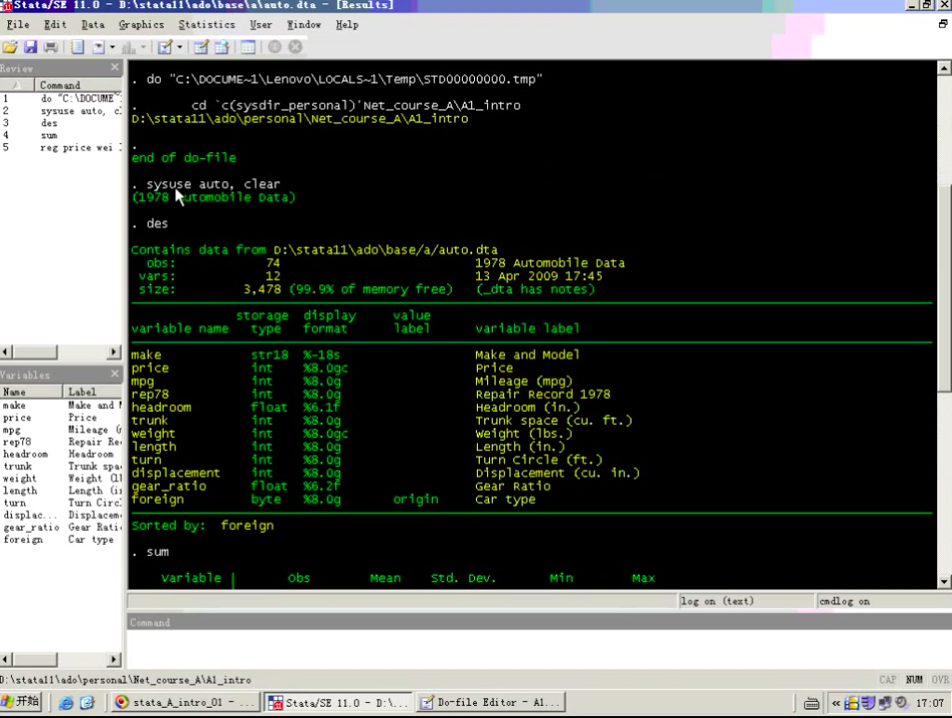 Stata/SE 11.0 - D:\stata11\ado\base\a\auto.dta - [Results]
File Edit Data Graphics Statistics User Window Help
Review
Command
1 do "C:\DOCUME~
2 sysuse auto, cl
3 des
4 sum
5 reg price wei l
Variables
Name Label
make Make and M
price Price
mpg Mileage (m
rep78 Repair Rec
headroom Headroom
trunk Trunk spa
weight Weight (lb
length Length (i
turn Turn Circ
displac... Displacem
gear_ratio Gear Rati
foreign Car type
. do "C:\DOCUME~1\Lenovo\LOCALS~1\Temp\STD00000000.tmp"
. cd `c(sysdir_personal)'Net_course_A\A1_intro
D:\stata11\ado\personal\Net_course_A\A1_intro
.
end of do-file
. sysuse auto, clear
(1978 Automobile Data)
. des
Contains data from D:\stata11\ado\base/a/auto.dta
obs: 74 1978 Automobile Data
vars: 12 13 Apr 2009 17:45
size: 3,478 (99.9% of memory free) (_dta has notes)
storage display value
variable name type format label variable label
make str18 %-18s Make and Model
price int %8.0gc Price
mpg int %8.0g Mileage (mpg)
rep78 int %8.0g Repair Record 1978
headroom float %6.1f Headroom (in.)
trunk int %8.0g Trunk space (cu. ft.)
weight int %8.0gc Weight (lbs.)
length int %8.0g Length (in.)
turn int %8.0g Turn Circle (ft.)
displacement int %8.0g Displacement (cu. in.)
gear_ratio float %6.2f Gear Ratio
foreign byte %8.0g origin Car type
Sorted by: foreign
. sum
Variable | Obs Mean Std. Dev. Min Max
log on (text) cmdlog on
Command
D:\stata11\ado\personal\Net_course_A\A1_intro CAP NUM OVR
开始 stata_A_intro_01 - ... Stata/SE 11.0 - D:\... Do-file Editor - A1... « 17:07